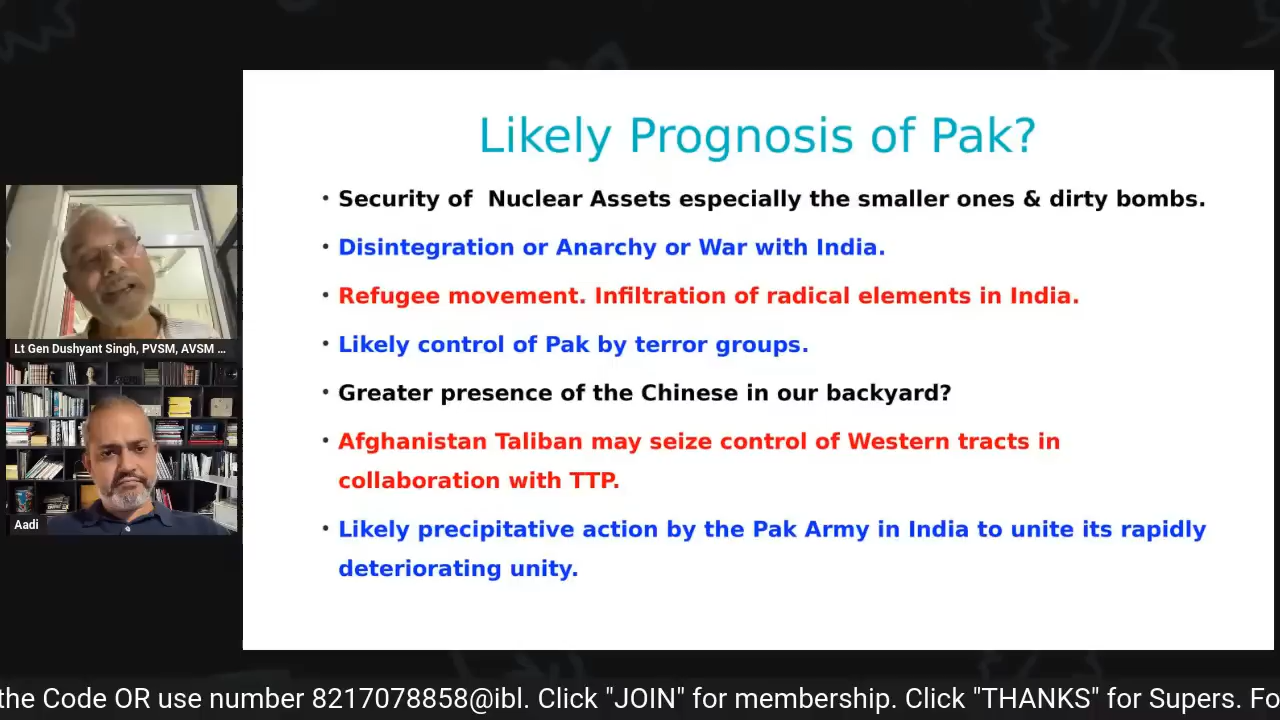 Likely Prognosis of Pak?
• Security of Nuclear Assets especially the smaller ones & dirty bombs.
• Disintegration or Anarchy or War with India.
• Refugee movement. Infiltration of radical elements in India.
• Likely control of Pak by terror groups.
• Greater presence of the Chinese in our backyard?
• Afghanistan Taliban may seize control of Western tracts in
collaboration with TTP.
• Likely precipitative action by the Pak Army in India to unite its rapidly
deteriorating unity.
Lt Gen Dushyant Singh, PVSM, AVSM ...
Aadi
the Code OR use number 8217078858@ibl. Click "JOIN" for membership. Click "THANKS" for Supers. Fo